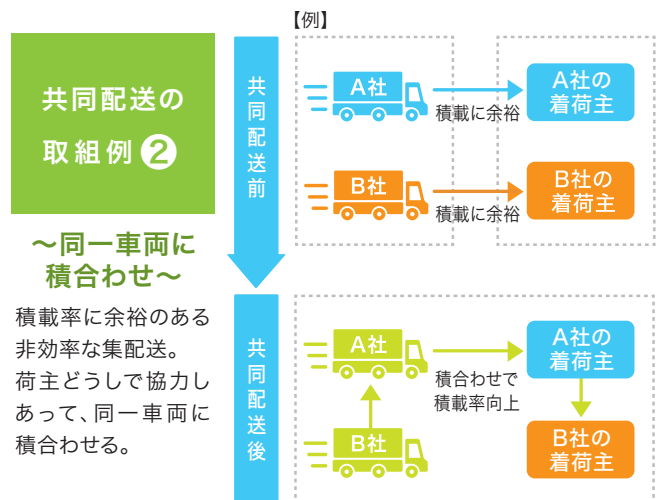 共同配送の
取組例❷
〜同一車両に
積合わせ〜
積載率に余裕のある
非効率な集配送。
荷主どうしで協力し
あって、同一車両に
積合わせる。
【例】
共同配送前
A社
積載に余裕
A社の
着荷主
B社
積載に余裕
B社の
着荷主
共同配送後
A社
積合わせで
積載率向上
A社の
着荷主
B社
B社の
着荷主